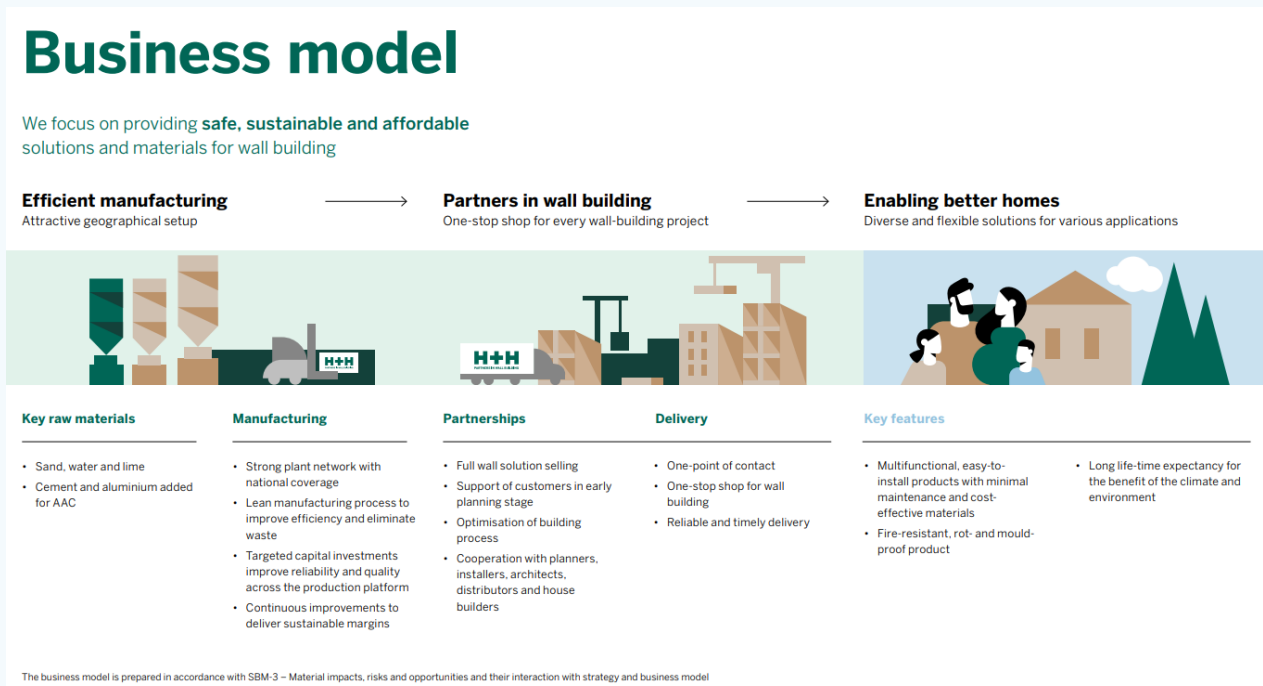 Business model
We focus on providing safe, sustainable and affordable
solutions and materials for wall building
Efficient manufacturing
Attractive geographical setup
Partners in wall building
One-stop shop for every wall-building project
Enabling better homes
Diverse and flexible solutions for various applications
H+H
PARTNERS IN WALL BUILDING
H+H
PARTNERS IN WALL BUILDING
Key raw materials
• Sand, water and lime
• Cement and aluminium added
for AAC
Manufacturing
• Strong plant network with
national coverage
• Lean manufacturing process to
improve efficiency and eliminate
waste
• Targeted capital investments
improve reliability and quality
across the production platform
• Continuous improvements to
deliver sustainable margins
Partnerships
• Full wall solution selling
• Support of customers in early
planning stage
• Optimisation of building
process
• Cooperation with planners,
installers, architects,
distributors and house
builders
Delivery
• One-point of contact
• One-stop shop for wall
building
• Reliable and timely delivery
Key features
• Multifunctional, easy-to-
install products with minimal
maintenance and cost-
effective materials
• Fire-resistant, rot- and mould-
proof product
• Long life-time expectancy for
the benefit of the climate and
environment
The business model is prepared in accordance with SBM-3 – Material impacts, risks and opportunities and their interaction with strategy and business model